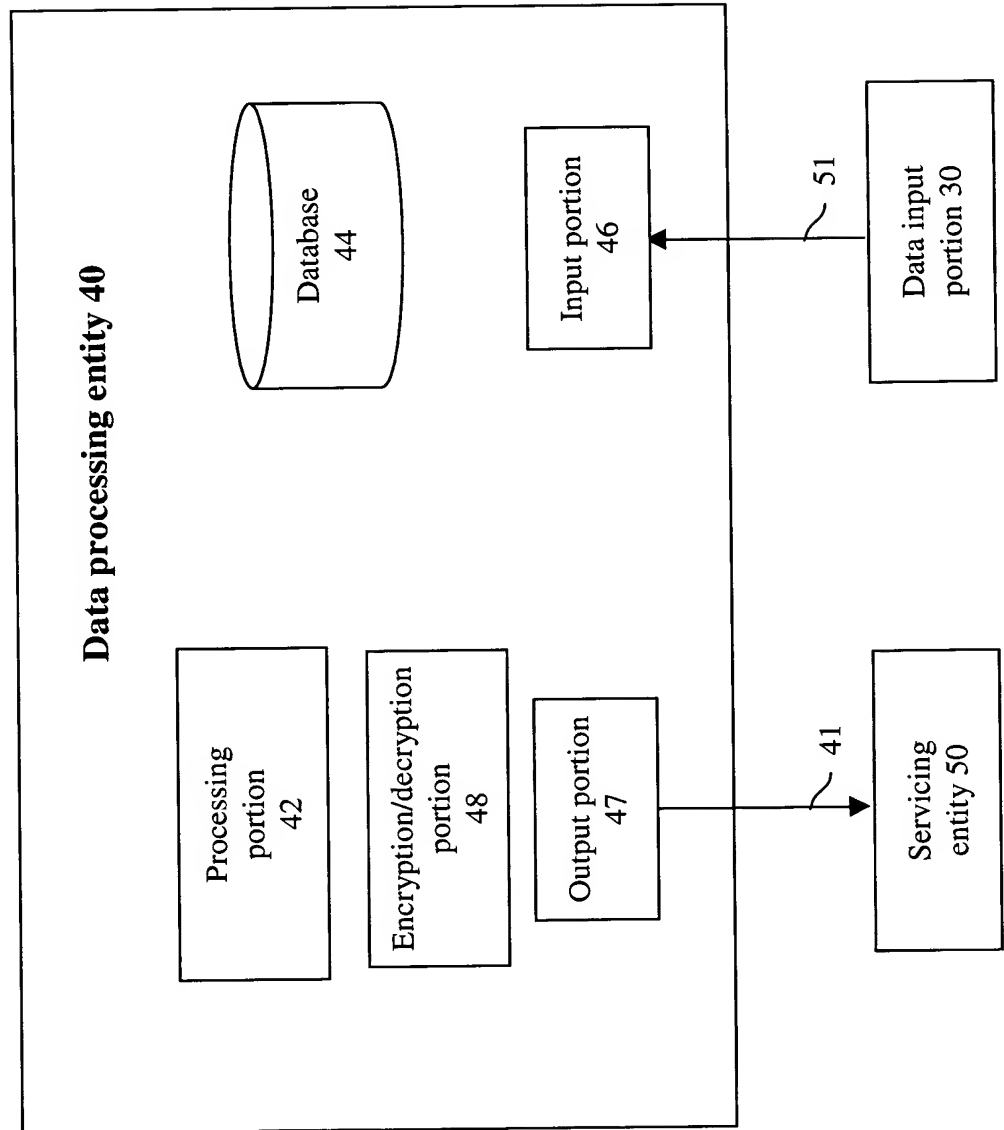 Data processing entity 40
Processing
portion
42
Encryption/decryption
portion
48
Output portion
47
Database
44
Input portion
46
41
51
Servicing
entity 50
Data input
portion 30